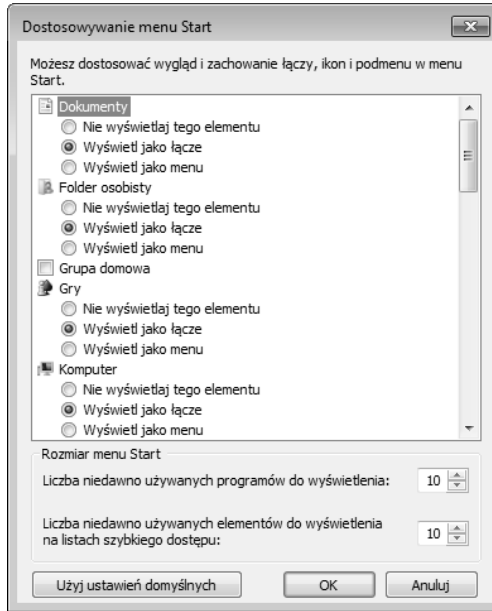 Dostosowywanie menu Start
Możesz dostosować wygląd i zachowanie łączy, ikon i podmenu w menu
Start.
Dokumenty
Nie wyświetlaj tego elementu
Wyświetl jako łącze
Wyświetl jako menu
Folder osobisty
Nie wyświetlaj tego elementu
Wyświetl jako łącze
Wyświetl jako menu
Grupa domowa
Gry
Nie wyświetlaj tego elementu
Wyświetl jako łącze
Wyświetl jako menu
Komputer
Nie wyświetlaj tego elementu
Wyświetl jako łącze
Wyświetl jako menu
Rozmiar menu Start
Liczba niedawno używanych programów do wyświetlenia: 10
Liczba niedawno używanych elementów do wyświetlenia
na listach szybkiego dostępu: 10
Użyj ustawień domyślnych OK Anuluj